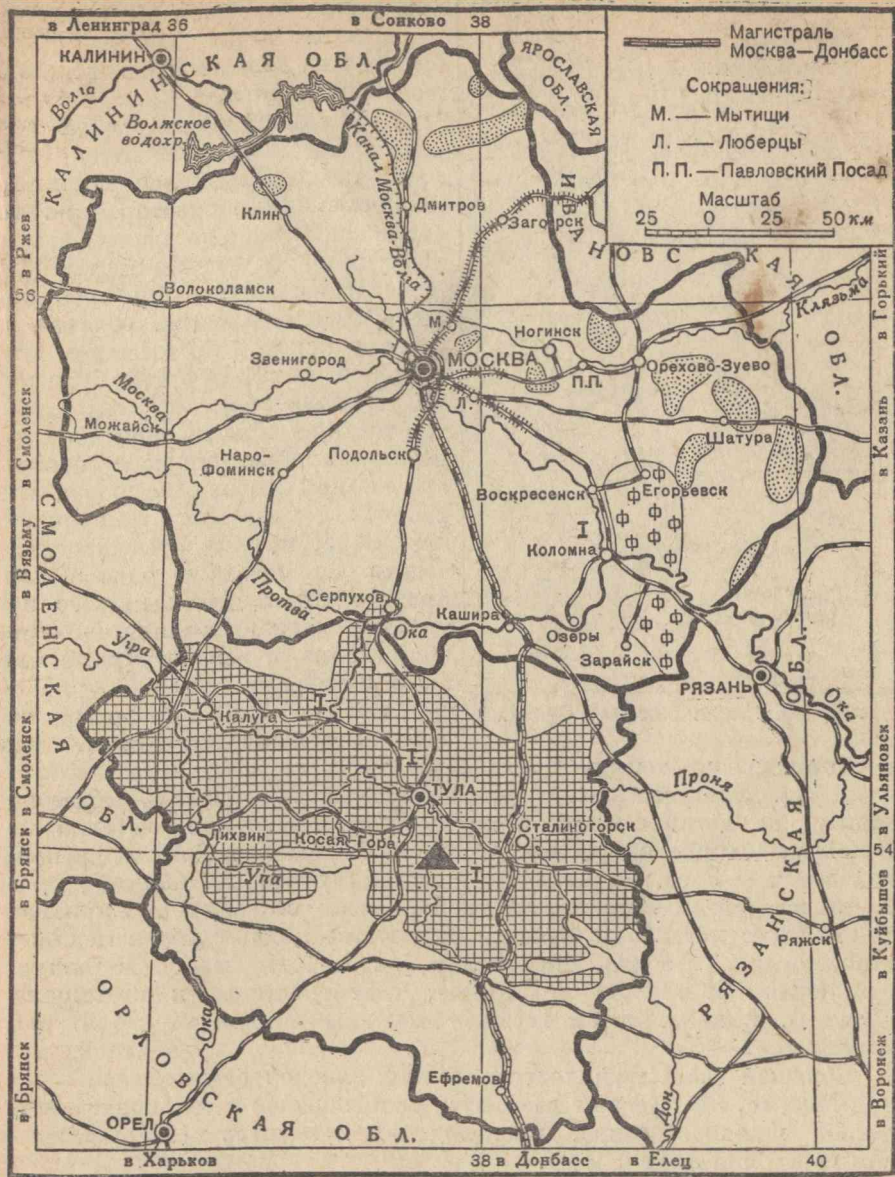 в Ленинград 36 в Сонково 38
Магистраль
Москва—Донбасс
Сокращения:
М. — Мытищи
Л. — Люберцы
П. П. — Павловский Посад
Масштаб
25 0 25 50 км
КАЛИНИН
КАЛИНИНСКАЯ ОБЛ.
ЯРОСЛАВСКАЯ
ОБЛ.
Волга
Волжское
водохр.
Канал Москва-Волга
ИВАНОВСКАЯ ОБЛ.
Клин
Дмитров
Загорск
в Ржев
в Горький
56
Волоколамск
Клязьма
М.
Ногинск
Звенигород
МОСКВА
П.П.
Орехово-Зуево
Москва
Л.
Можайск
Шатура
в Смоленск
в Казань
Наро-
Фоминск
Подольск
Воскресенск
Егорьевск
I
Коломна
в Вязьму
СМОЛЕНСКАЯ ОБЛ.
Протва
Серпухов
Ока
Кашира
Озёры
Зарайск
Угра
РЯЗАНЬ
Ока
РЯЗАНСКАЯ ОБЛ.
Калуга
I
I
ТУЛА
Проня
в Смоленск
в Ульяновск
Лихвин
Косая Гора
Сталиногорск
54
Упа
I
в Брянск
в Куйбышев
Ряжск
ОРЛОВСКАЯ ОБЛ.
Ока
Ефремов
Дон
в Брянск
в Воронеж
ОРЕЛ
в Харьков 38 в Донбасс в Елец 40